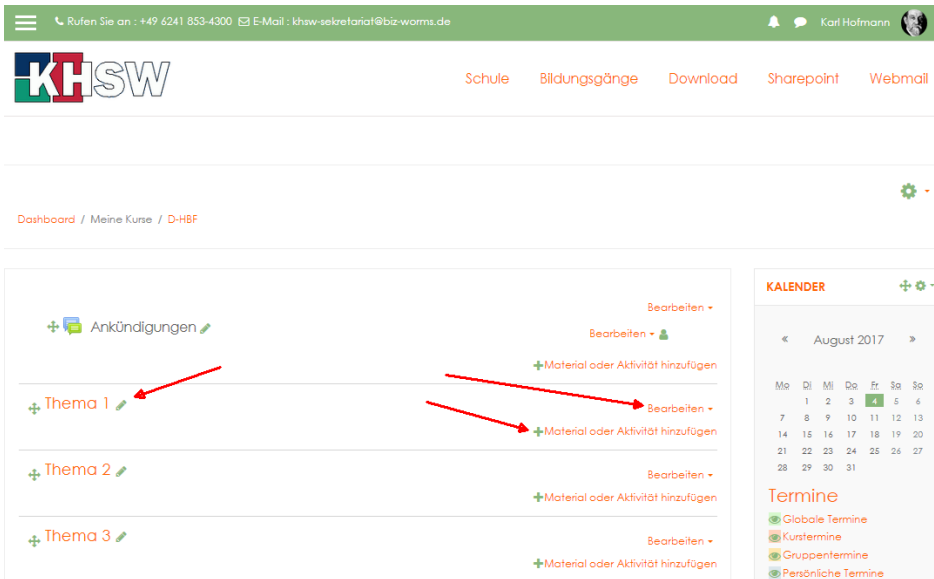 Rufen Sie an : +49 6241 853-4300 E-Mail : khsw-sekretariat@biz-worms.de
Karl Hofmann
KHSW
Schule Bildungsgänge Download Sharepoint Webmail
Dashboard / Meine Kurse / D-HBF
Bearbeiten
Ankündigungen
Bearbeiten
Material oder Aktivität hinzufügen
Thema 1
Bearbeiten
Material oder Aktivität hinzufügen
Thema 2
Bearbeiten
Material oder Aktivität hinzufügen
Thema 3
Bearbeiten
Material oder Aktivität hinzufügen
KALENDER
« August 2017 »
Mo Di Mi Do Fr Sa So
1 2 3 4 5 6
7 8 9 10 11 12 13
14 15 16 17 18 19 20
21 22 23 24 25 26 27
28 29 30 31
Termine
Globale Termine
Kurstermine
Gruppentermine
Persönliche Termine